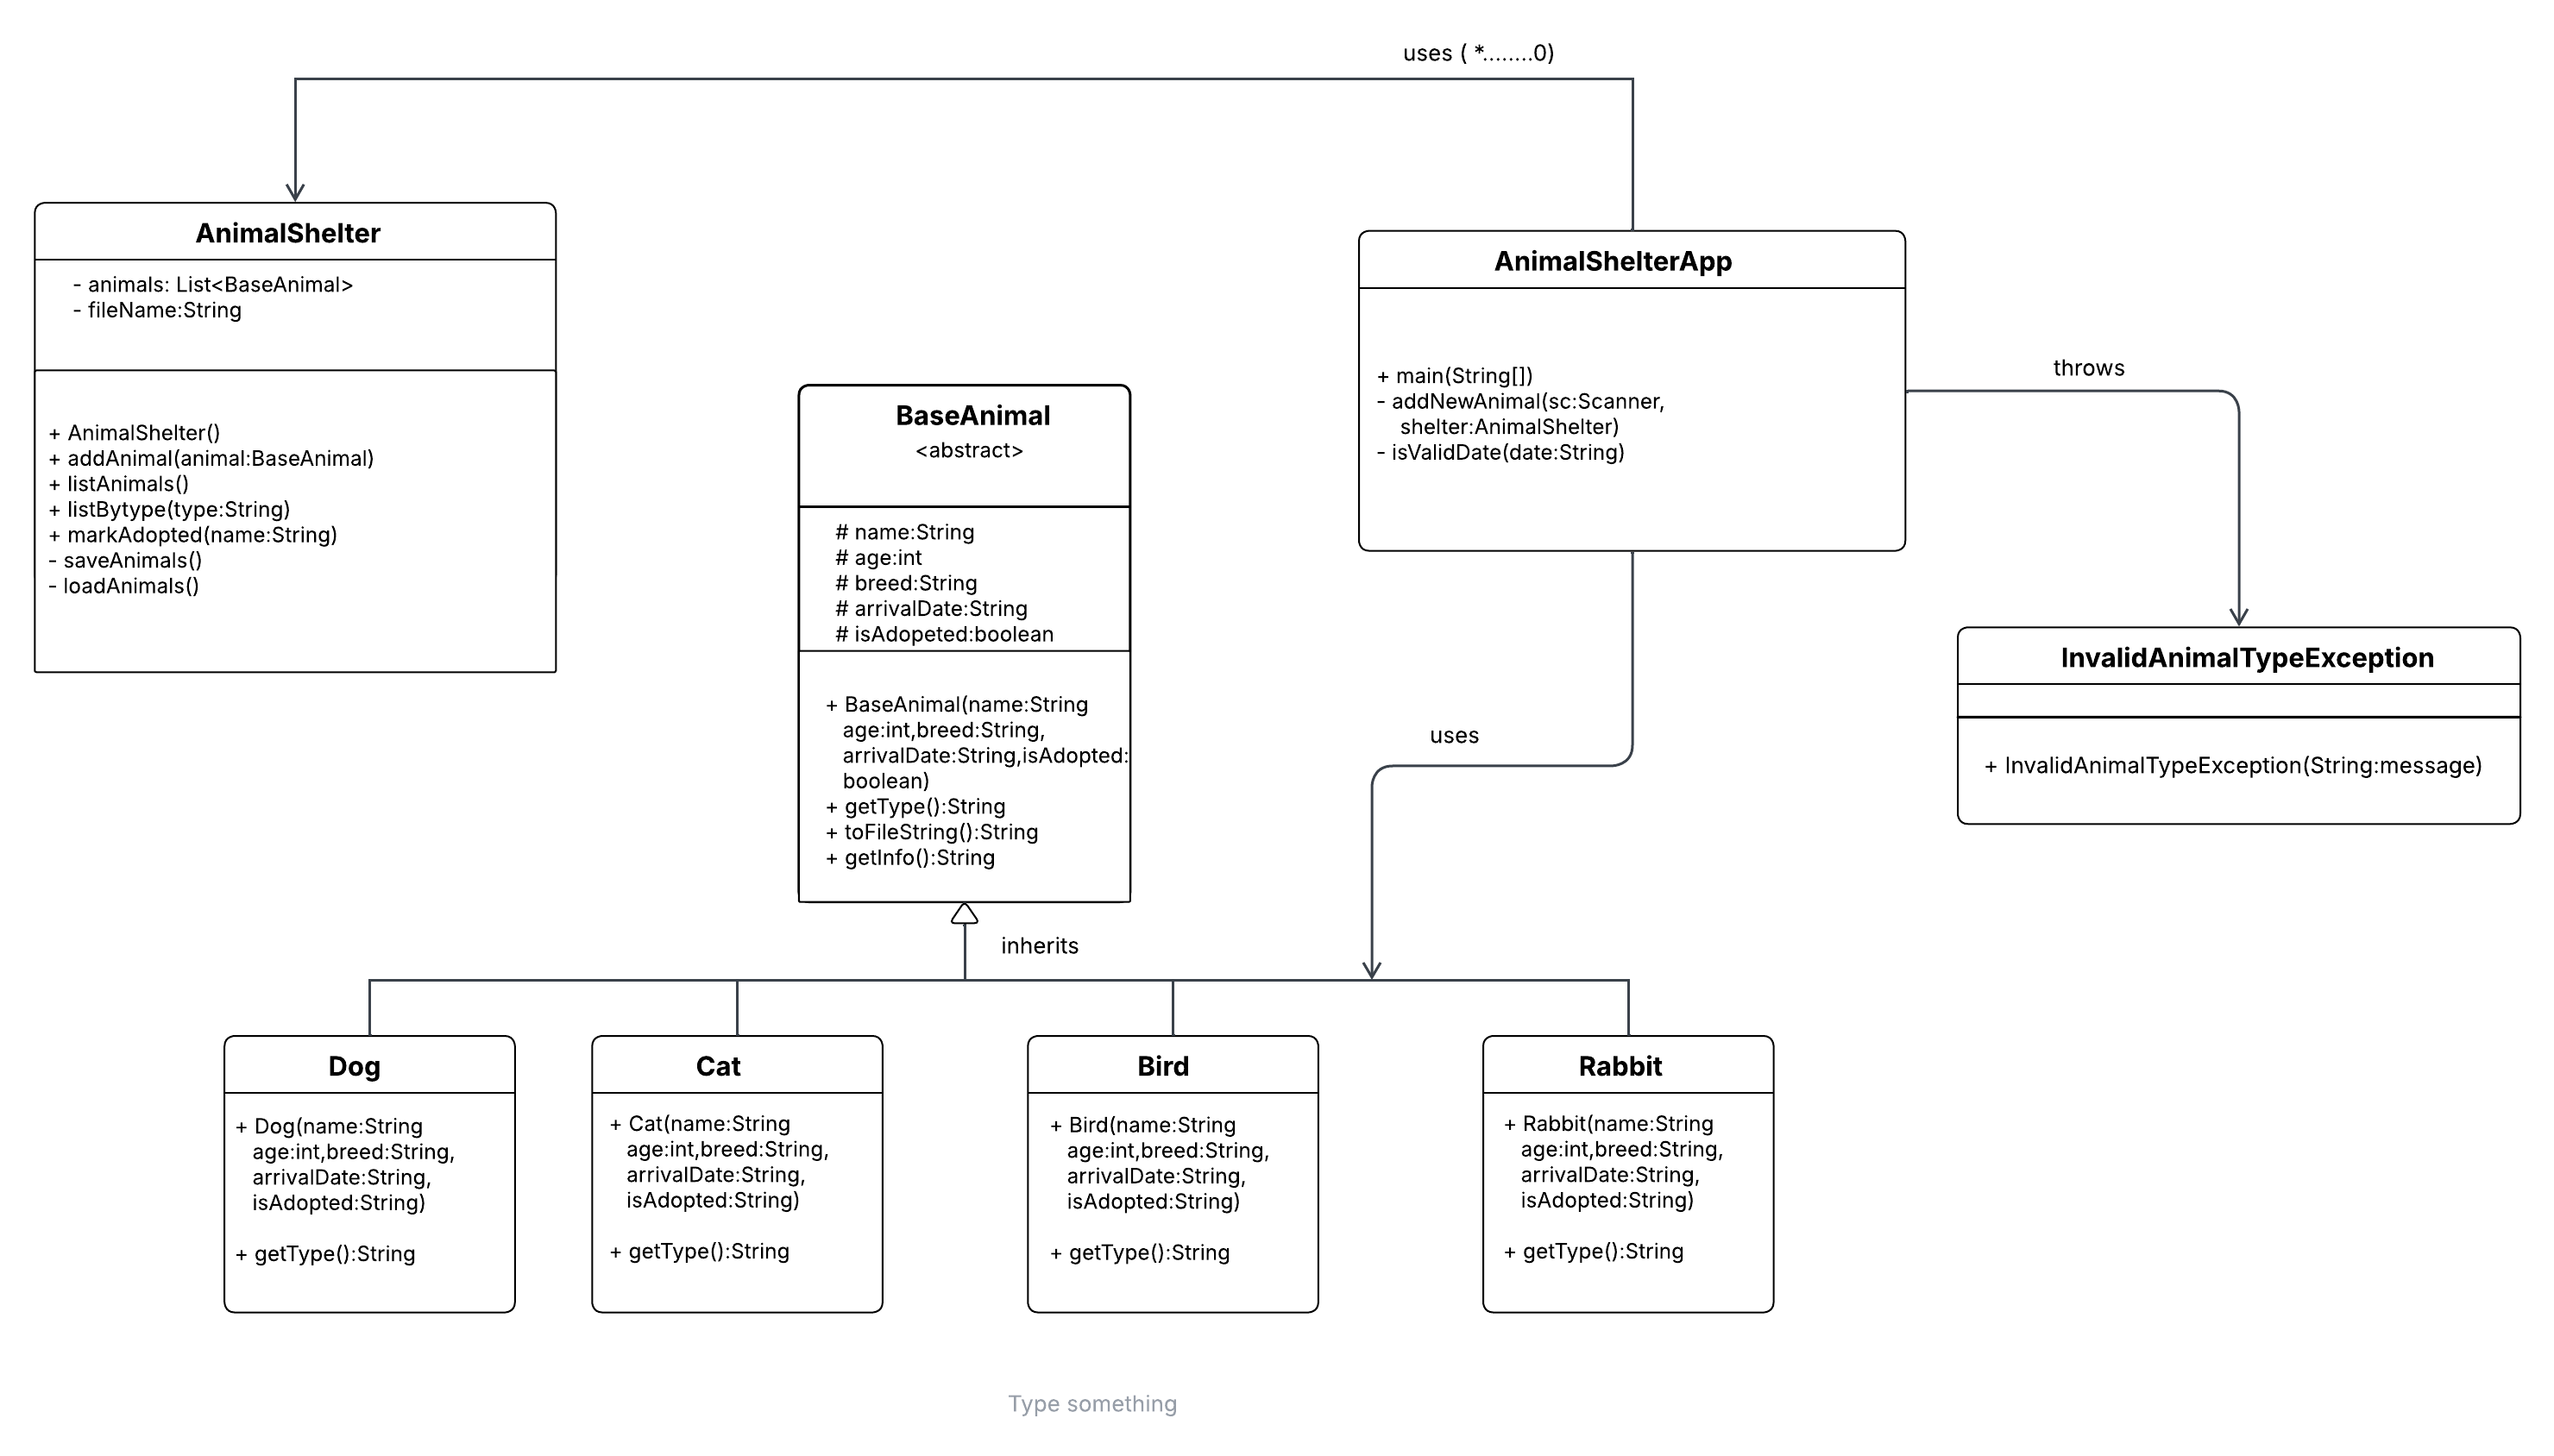 uses ( *........0)
AnimalShelter
- animals: List<BaseAnimal>
- fileName:String
+ AnimalShelter()
+ addAnimal(animal:BaseAnimal)
+ listAnimals()
+ listBytype(type:String)
+ markAdopted(name:String)
- saveAnimals()
- loadAnimals()
BaseAnimal
<abstract>
# name:String
# age:int
# breed:String
# arrivalDate:String
# isAdopeted:boolean
+ BaseAnimal(name:String
age:int,breed:String,
arrivalDate:String,isAdopted:
boolean)
+ getType():String
+ toFileString():String
+ getInfo():String
AnimalShelterApp
+ main(String[])
- addNewAnimal(sc:Scanner,
shelter:AnimalShelter)
- isValidDate(date:String)
throws
InvalidAnimalTypeException
+ InvalidAnimalTypeException(String:message)
uses
inherits
Dog
+ Dog(name:String
age:int,breed:String,
arrivalDate:String,
isAdopted:String)
+ getType():String
Cat
+ Cat(name:String
age:int,breed:String,
arrivalDate:String,
isAdopted:String)
+ getType():String
Bird
+ Bird(name:String
age:int,breed:String,
arrivalDate:String,
isAdopted:String)
+ getType():String
Rabbit
+ Rabbit(name:String
age:int,breed:String,
arrivalDate:String,
isAdopted:String)
+ getType():String
Type something